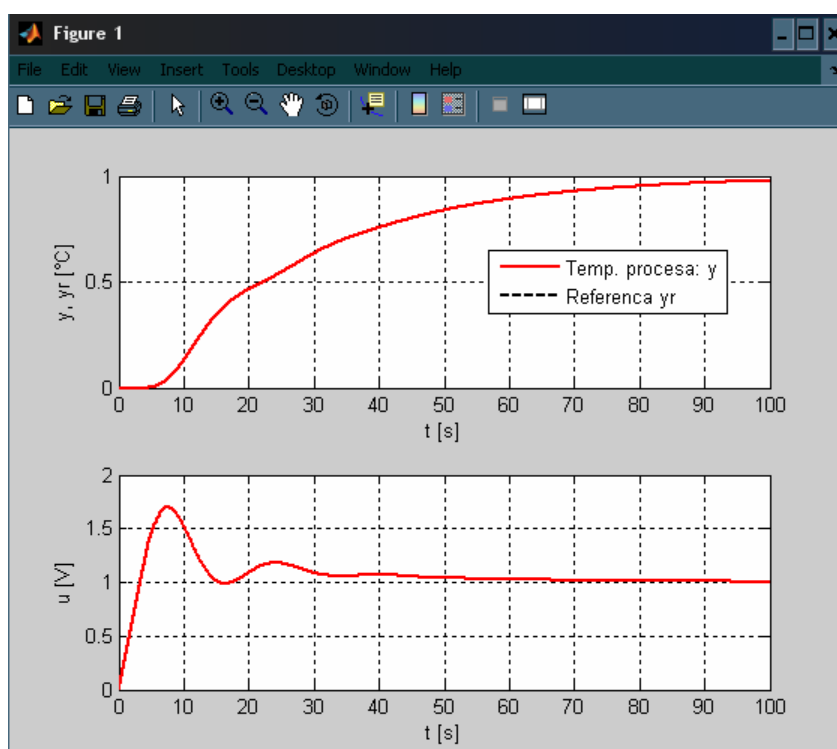 Figure 1
File Edit View Insert Tools Desktop Window Help
1
0.5
0
y, yr [°C]
Temp. procesa: y
Referenca yr
0 10 20 30 40 50 60 70 80 90 100
t [s]
2
1.5
1
0.5
0
u [V]
0 10 20 30 40 50 60 70 80 90 100
t [s]